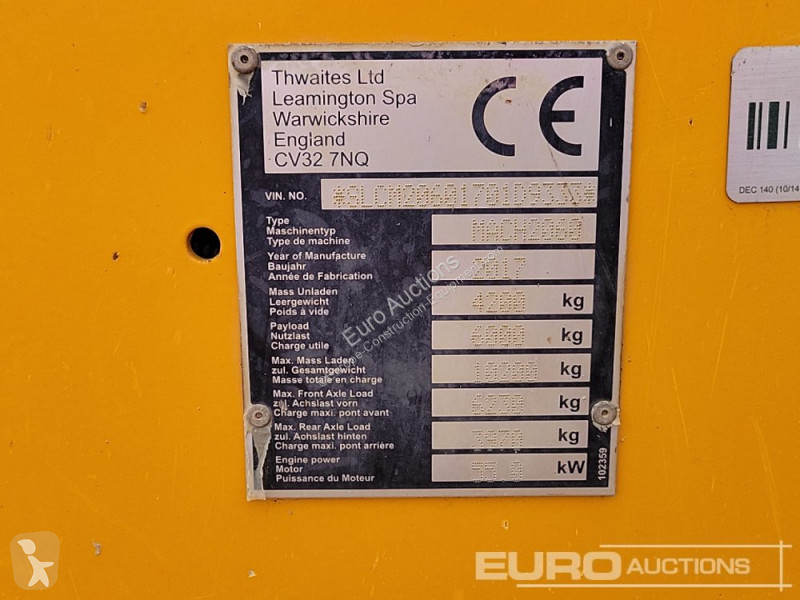 Thwaites Ltd
Leamington Spa
Warwickshire
England
CV32 7NQ
CE
VIN. NO.
Type
Maschinentyp
Type de machine
Year of Manufacture
Baujahr
Année de Fabrication
2017
Mass Unladen
Leergewicht
Poids à vide
4200 kg
Payload
Nutzlast
Charge utile
6000 kg
Max. Mass Laden
zul. Gesamtgewicht
Masse totale en charge
kg
Max. Front Axle Load
zul. Achslast vorn
Charge maxi. pont avant
kg
Max. Rear Axle Load
zul. Achslast hinten
Charge maxi. pont arrière
kg
Engine power
Motor
Puissance du Moteur
kW
102359
DEC 140 (10/14
Euro Auctions
EURO AUCTIONS